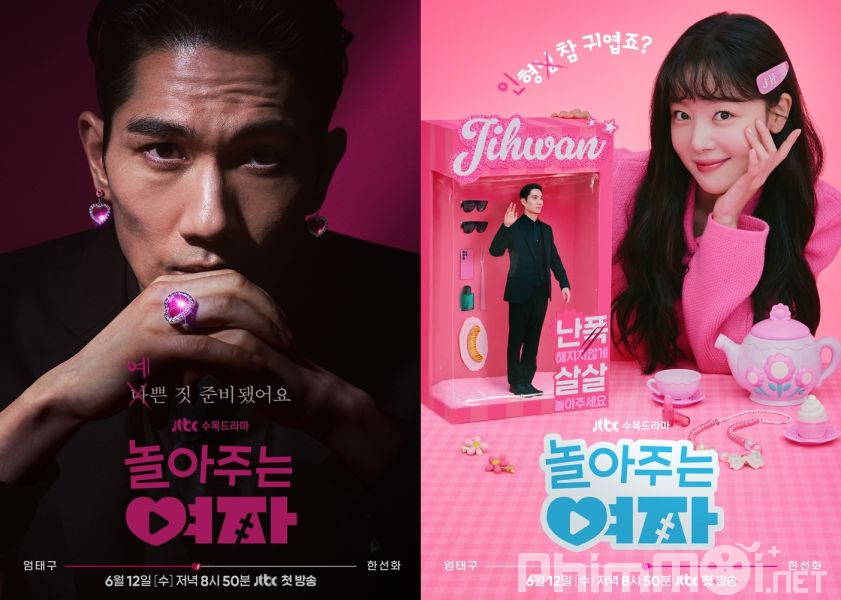 예
나쁜 짓 준비됐어요
JTBC 수목드라마
놀아주는
여자
엄태구
한선화
6월 12일 [수] 저녁 8시 50분 JTBC 첫 방송
인형님 참 귀엽죠?
JH
Jihwan
난폭
해지지않게
살살
놀아주세요
JTBC 수목드라마
놀아주는
여자
엄태구
한선화
6월 12일 [수] 저녁 8시 50분 JTBC 첫 방송
PhimMoi+.net